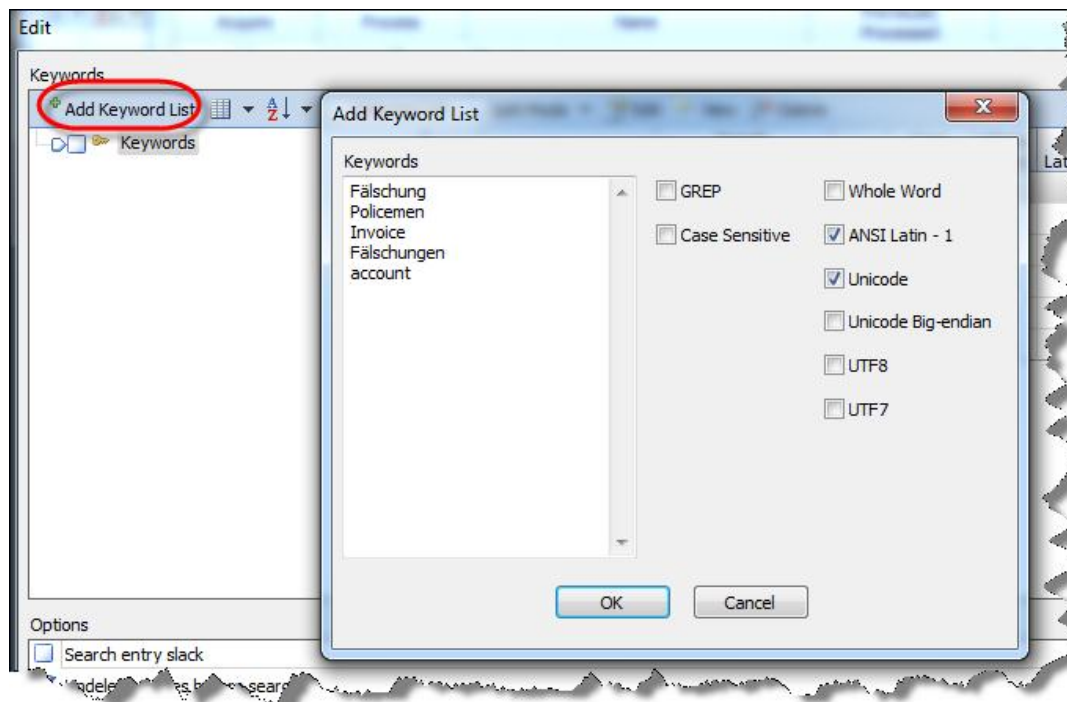 Edit
Keywords
Add Keyword List
Keywords
Add Keyword List
Keywords
Fälschung
Policemen
Invoice
Fälschungen
account
GREP
Case Sensitive
Whole Word
ANSI Latin - 1
Unicode
Unicode Big-endian
UTF8
UTF7
OK
Cancel
Lat
Options
Search entry slack